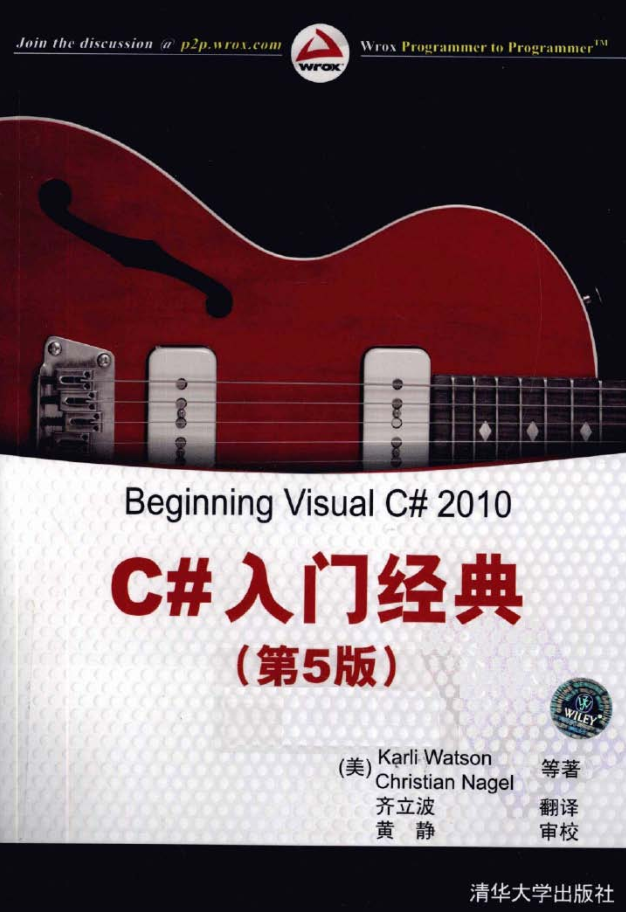 Join the discussion @ p2p.wrox.com
wrox
Wrox Programmer to Programmer™
Beginning Visual C# 2010
C#入门经典
（第5版）
WILEY
(美) Karli Watson
Christian Nagel 等著
齐立波 翻译
黄 静 审校
清华大学出版社